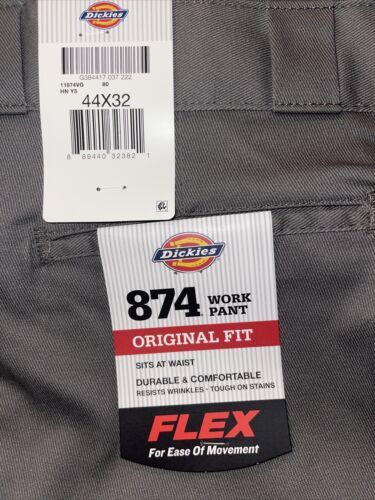 Dickies
G384417 037 222
11874VG 80
HN Y5
44X32
8 89440 32382 1
Dickies
874 WORK
PANT
ORIGINAL FIT
SITS AT WAIST
DURABLE & COMFORTABLE
RESISTS WRINKLES - TOUGH ON STAINS
FLEX
For Ease Of Movement